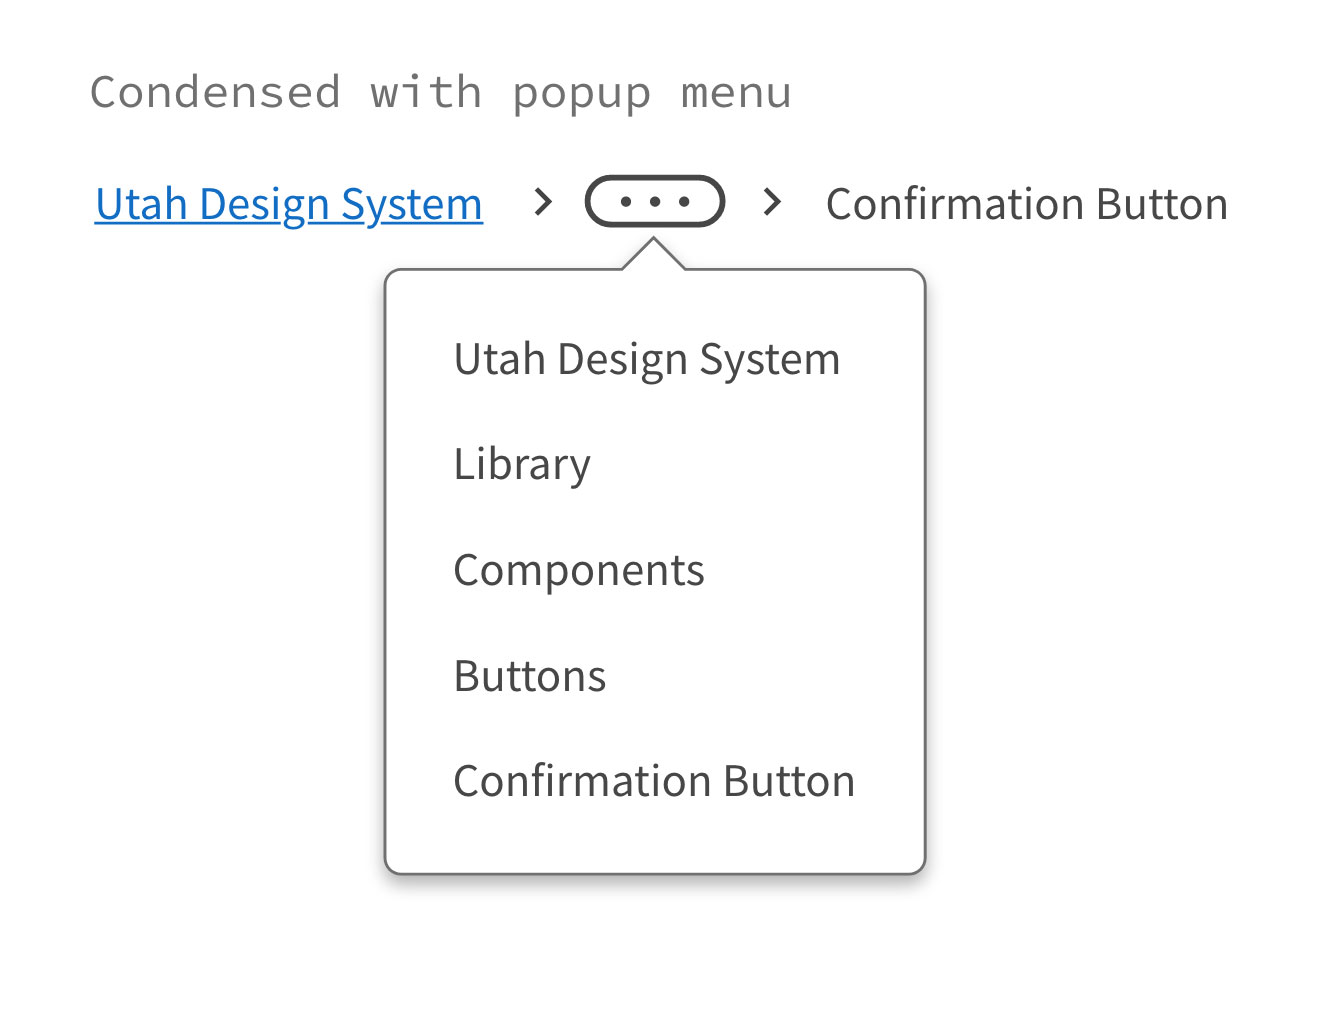 Condensed with popup menu
Utah Design System > ... > Confirmation Button
Utah Design System
Library
Components
Buttons
Confirmation Button